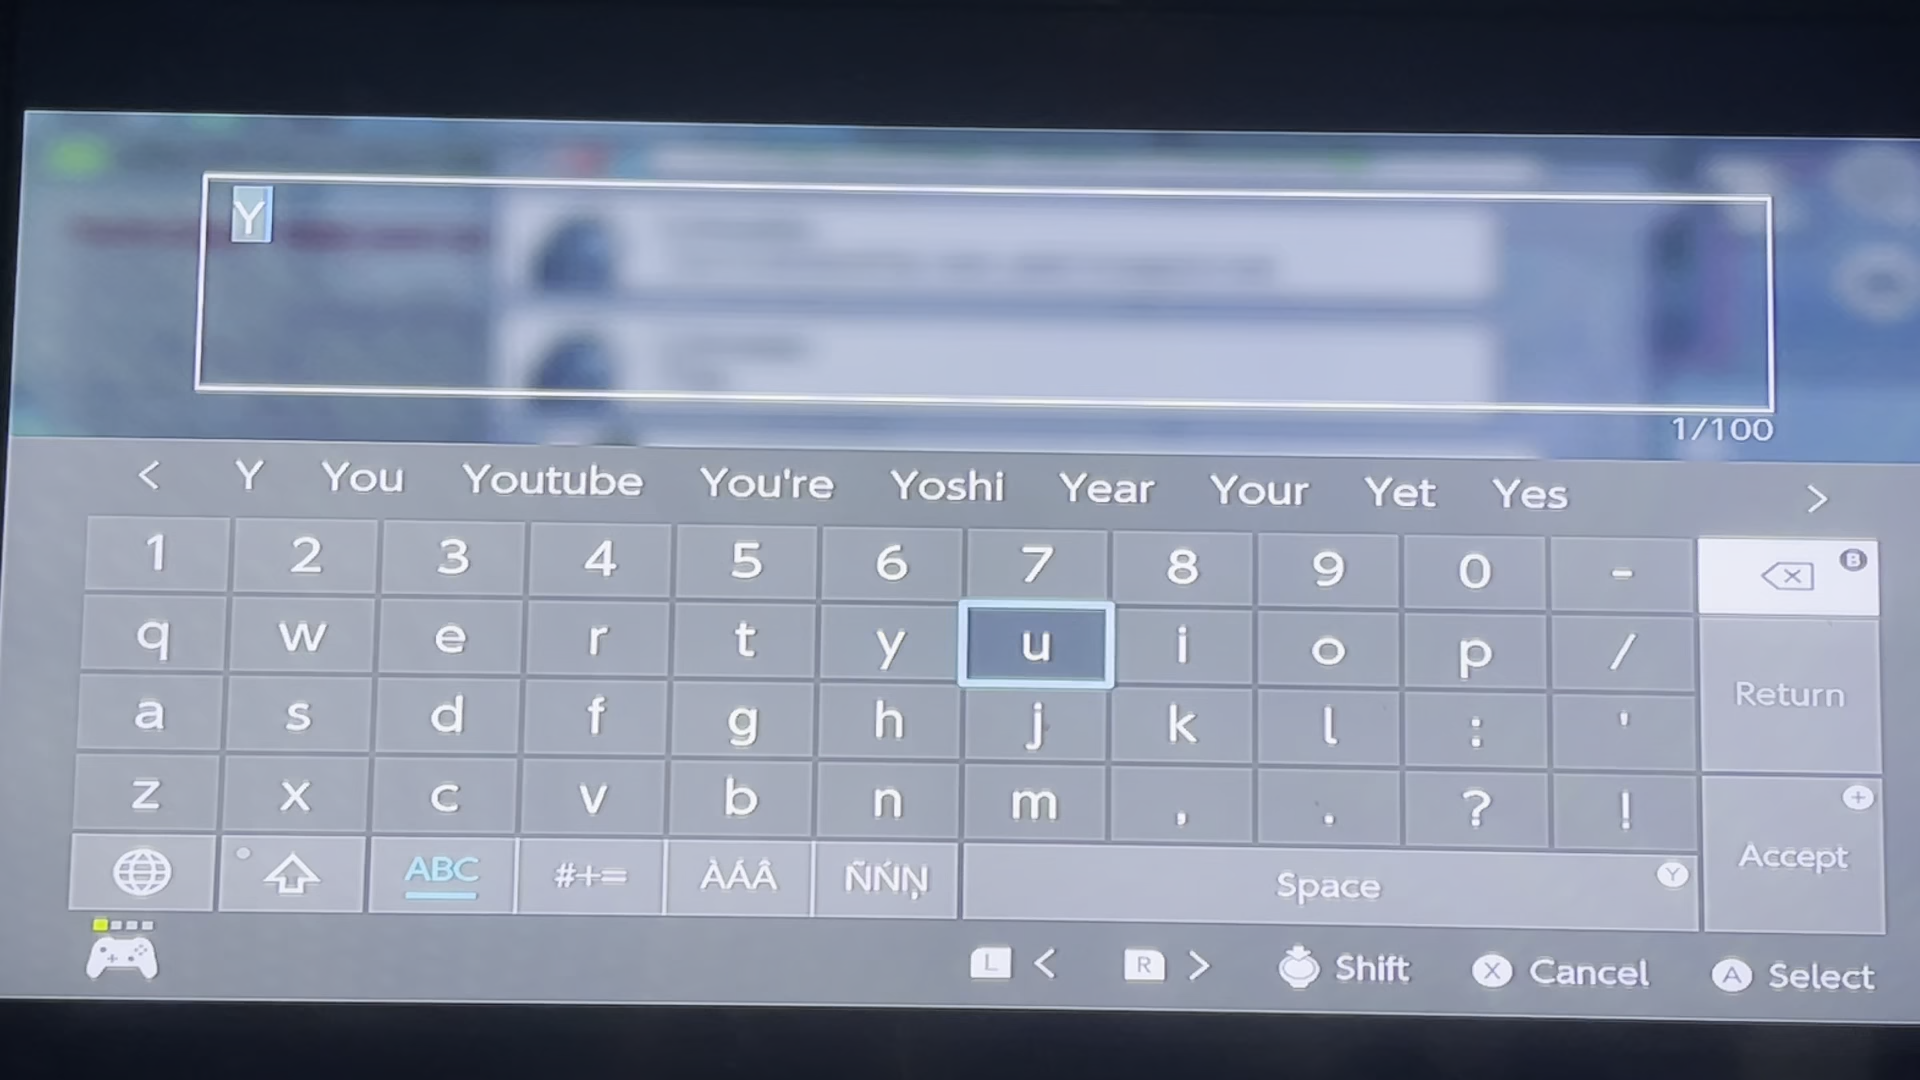 Y
1/100
< Y You Youtube You're Yoshi Year Your Yet Yes >
1 2 3 4 5 6 7 8 9 0 - B
q w e r t y u i o p / Return
a s d f g h j k l : '
z x c v b n m , . ? ! + Accept
ABC #+= ÀÁÂ ÑŃŅ Space Y
L < R > Shift X Cancel A Select